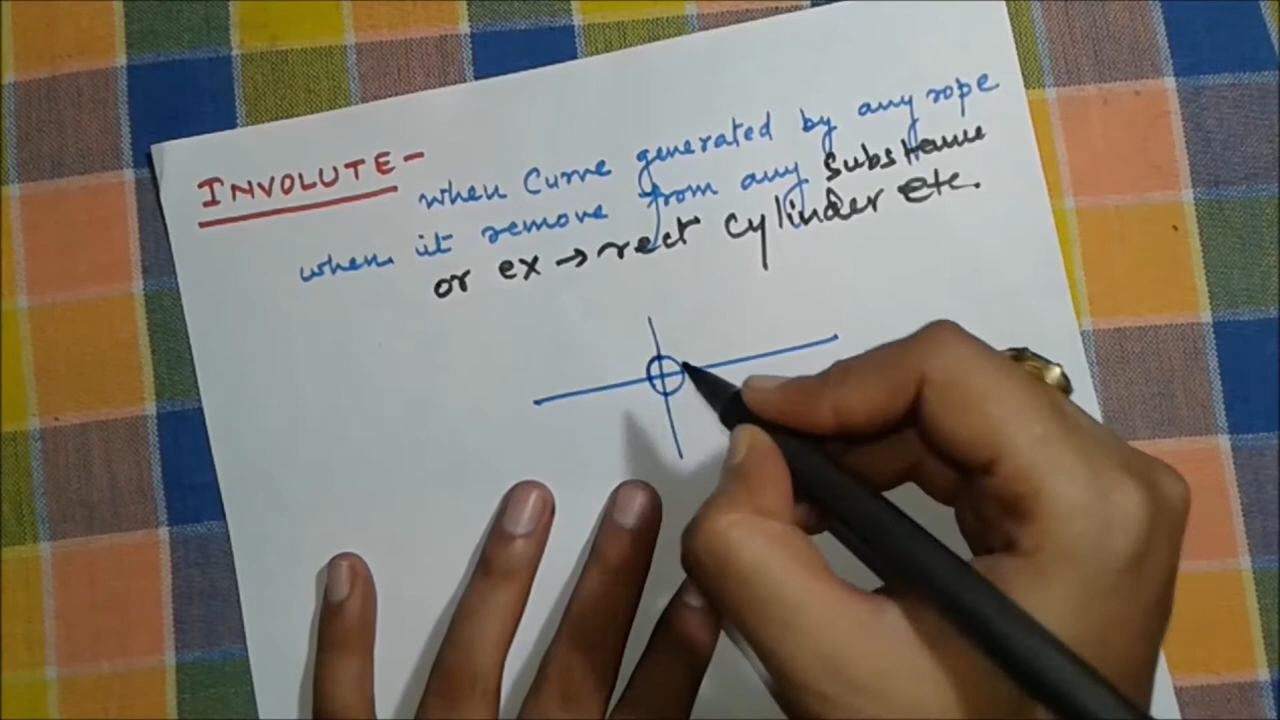 INVOLUTE-
when Curve generated by any rope
when it remove from any substance
or ex → rect cylinder etc.